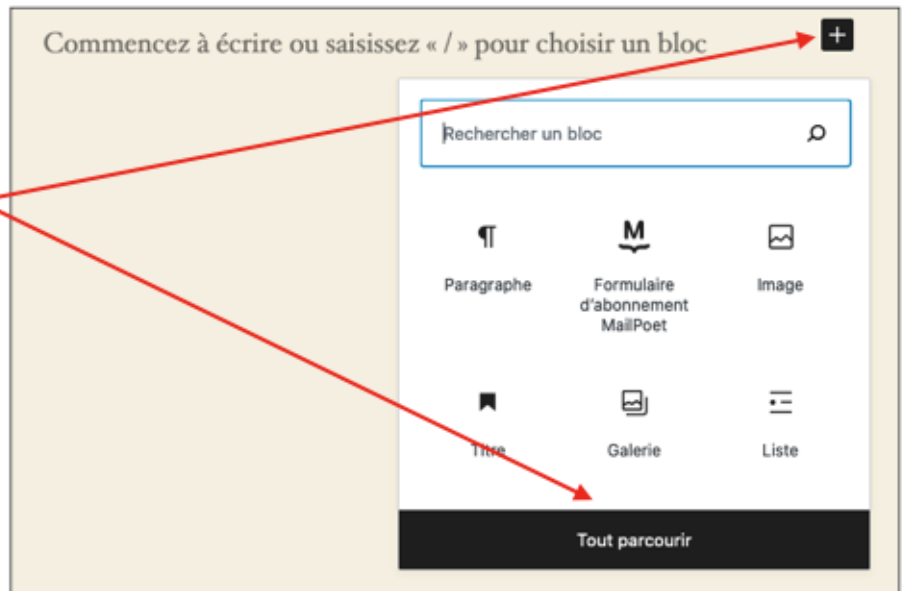 Commencez à écrire ou saisissez « / » pour choisir un bloc
Rechercher un bloc
Paragraphe
Formulaire
d'abonnement
MailPoet
Image
Titre
Galerie
Liste
Tout parcourir